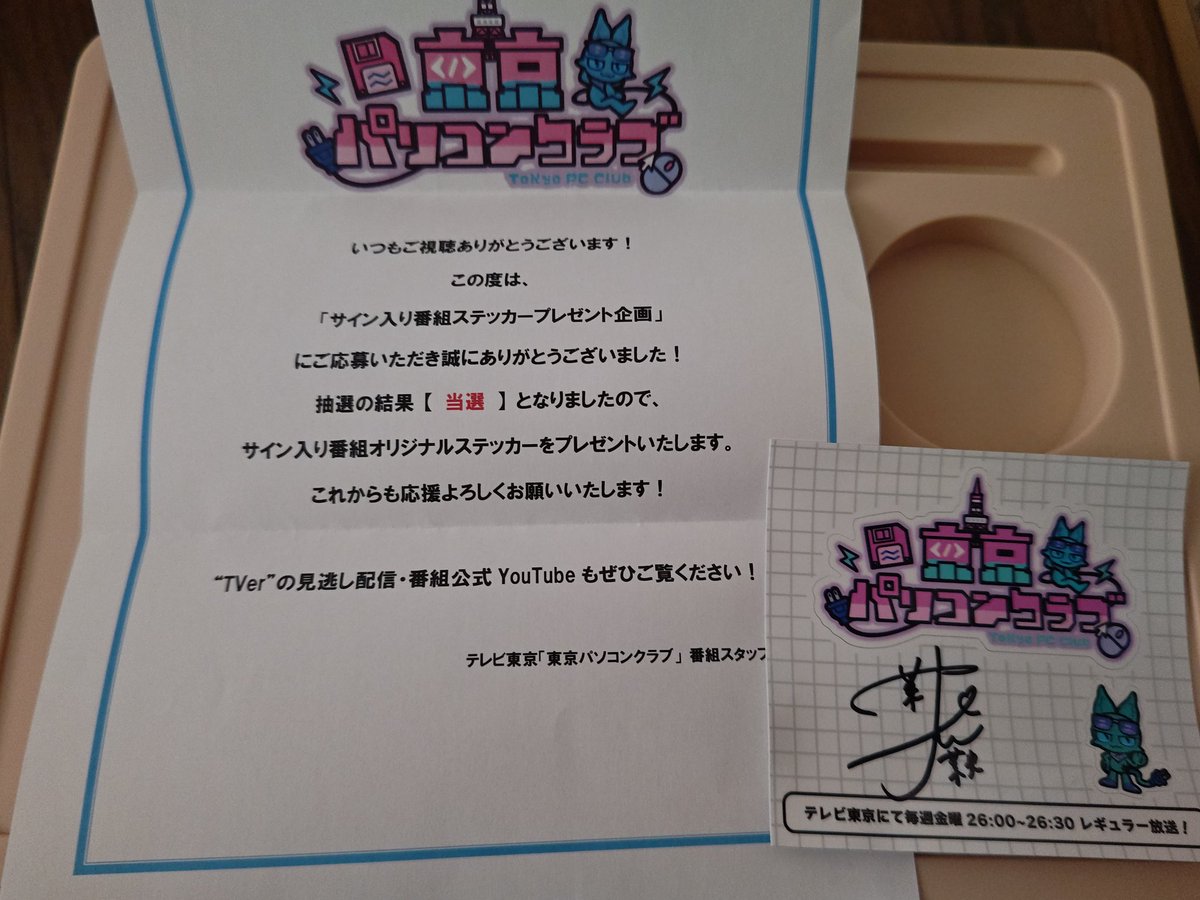 </>
東京
パソコンクラブ
Tokyo PC Club
いつもご視聴ありがとうございます！
この度は、
「サイン入り番組ステッカープレゼント企画」
にご応募いただき誠にありがとうございました！
抽選の結果【 当選 】となりましたので、
サイン入り番組オリジナルステッカーをプレゼントいたします。
これからも応援よろしくお願いいたします！
“TVer”の見逃し配信・番組公式 YouTube もぜひご覧ください！
テレビ東京「東京パソコンクラブ」番組スタッフ
</>
東京
パソコンクラブ
Tokyo PC Club
テレビ東京にて毎週金曜 26:00~26:30 レギュラー放送！